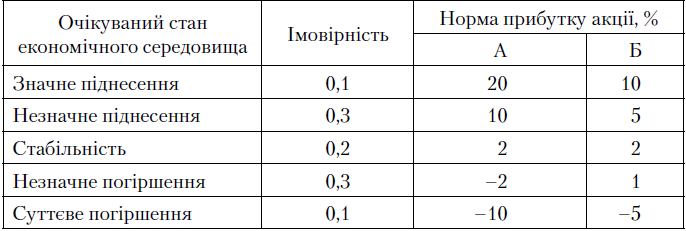 Очікуваний стан економічного середовища Імовірність Норма прибутку акції, %
А Б
Значне піднесення 0,1 20 10
Незначне піднесення 0,3 10 5
Стабільність 0,2 2 2
Незначне погіршення 0,3 –2 1
Суттєве погіршення 0,1 –10 –5